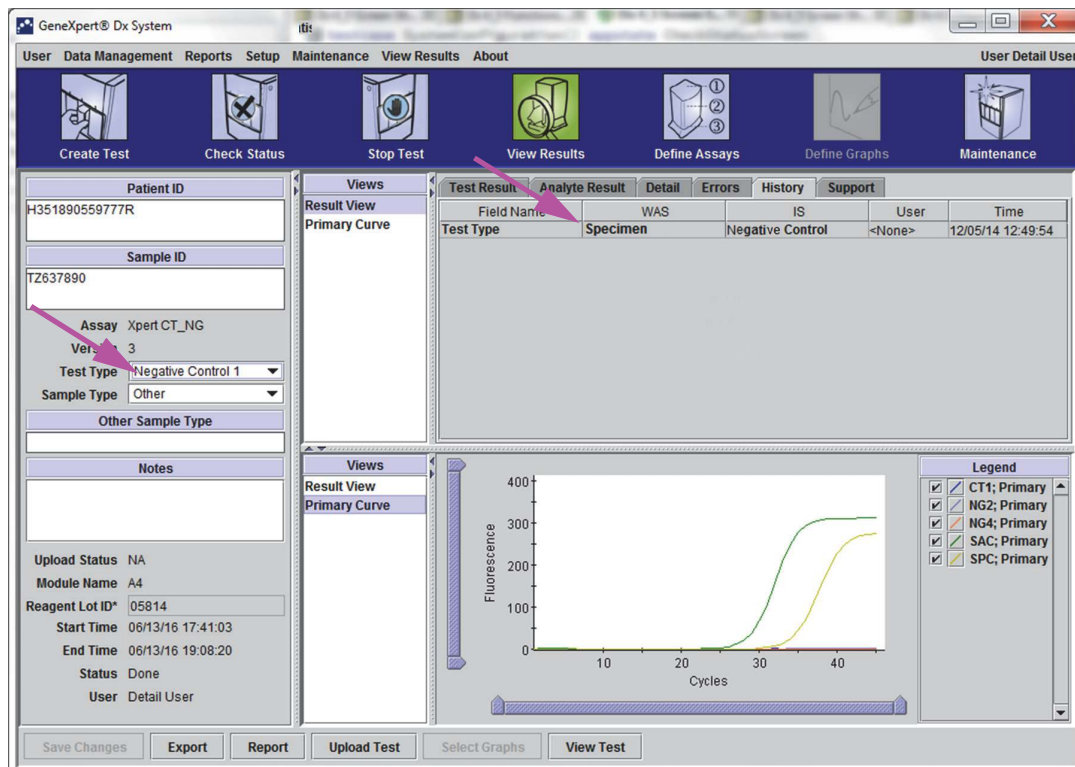 GeneXpert® Dx System
User Data Management Reports Setup Maintenance View Results About User Detail User
Create Test Check Status Stop Test View Results Define Assays Define Graphs Maintenance
Patient ID
H351890559777R
Sample ID
TZ637890
Assay Xpert CT_NG
Version 3
Test Type Negative Control 1
Sample Type Other
Other Sample Type
Notes
Upload Status NA
Module Name A4
Reagent Lot ID* 05814
Start Time 06/13/16 17:41:03
End Time 06/13/16 19:08:20
Status Done
User Detail User
Views
Result View
Primary Curve
Test Result Analyte Result Detail Errors History Support
Field Name WAS IS User Time
Test Type Specimen Negative Control <None> 12/05/14 12:49:54
Views
Result View
Primary Curve
400
300
200
100
0
Fluorescence
10 20 30 40
Cycles
Legend
CT1; Primary
NG2; Primary
NG4; Primary
SAC; Primary
SPC; Primary
Save Changes Export Report Upload Test Select Graphs View Test